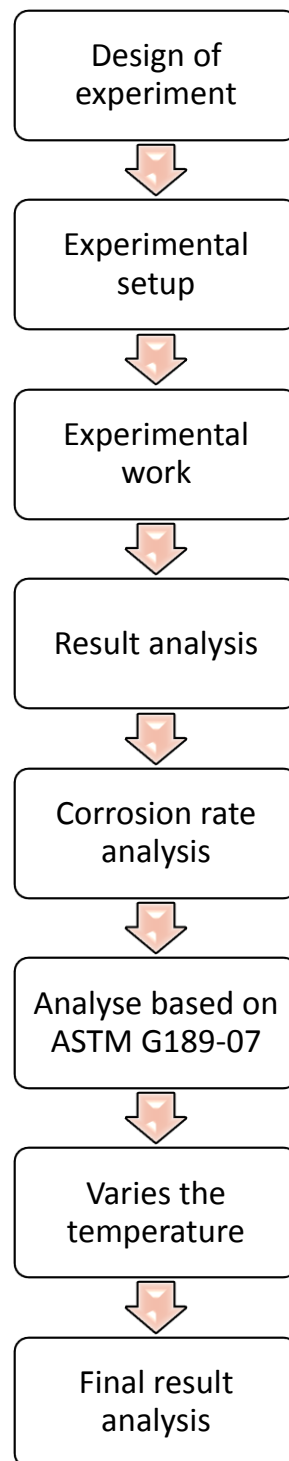 Design of
experiment
Experimental
setup
Experimental
work
Result analysis
Corrosion rate
analysis
Analyse based on
ASTM G189-07
Varies the
temperature
Final result
analysis